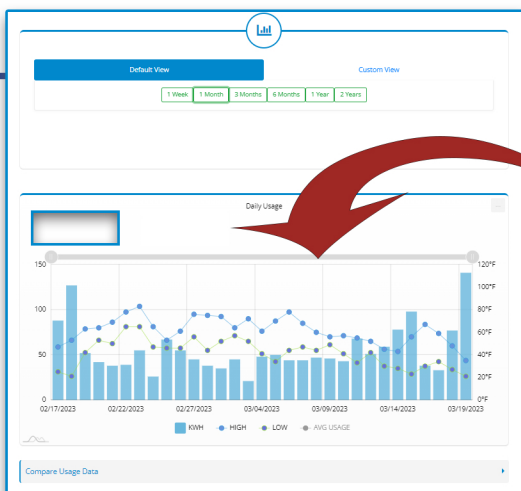 Default View Custom View
1 Week 1 Month 3 Months 6 Months 1 Year 2 Years
Daily Usage
150 120°F
100°F
100 80°F
60°F
50 40°F
20°F
0 0°F
02/17/2023 02/22/2023 02/27/2023 03/04/2023 03/09/2023 03/14/2023 03/19/2023
KWH HIGH LOW AVG USAGE
Compare Usage Data